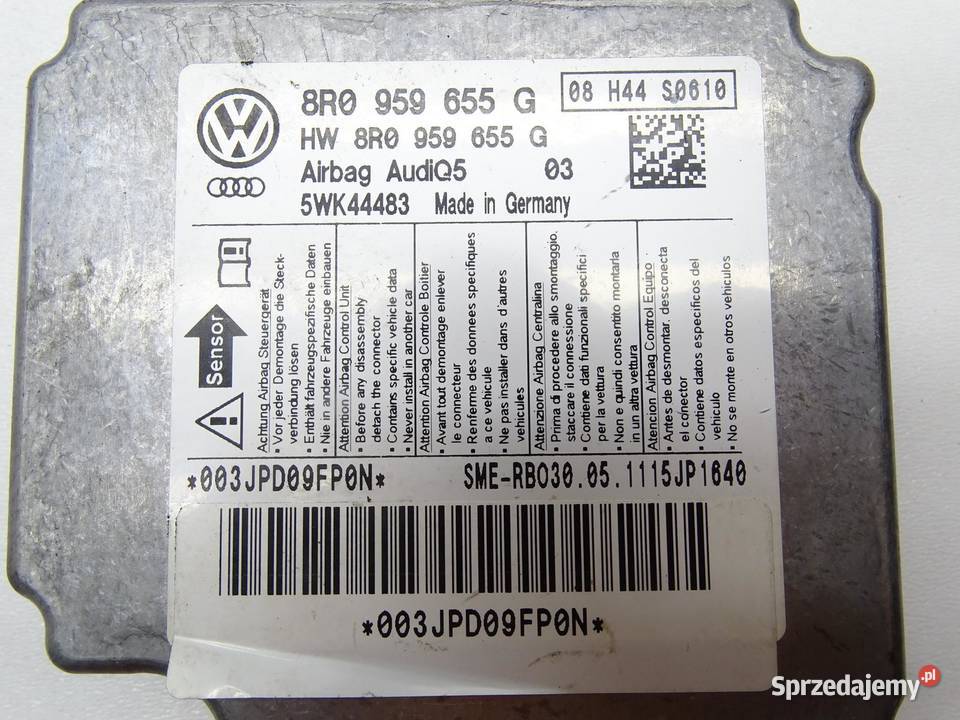 8R0 959 655 G
08 H44 S0610
HW 8R0 959 655 G
Airbag AudiQ5 03
5WK44483 Made in Germany
Sensor
Achtung Airbag Steuergerät
• Vor jeder Demontage die Steck-
verbindung lösen
• Enthält fahrzeugspezifische Daten
• Nie in andere Fahrzeuge einbauen
Attention Airbag Control Unit
• Before any disassembly
detach the connector
• Contains specific vehicle data
• Never install in another car
Attention Airbag Controle Boitier
• Avant tout demontage enlever
le connecteur
• Renferme des donnees specifiques
a ce vehicule
• Ne pas installer dans d'autres
vehicules
Attenzione Airbag Centralina
• Prima di procedere allo smontaggio,
stacare il connessione
• Contiene dati funzionali specifici
per la vettura
• Non e quindi consentito montarla
in un altra vettura
Atencion Airbag Control Equipo
• Antes de desmontar, desconecta
el conector
• Contiene datos especificos del
vehiculo
• No se monte en otros vehiculos
*003JPD09FP0N*
SME-RBO30.05.1115JP1640
*003JPD09FP0N*
Sprzedajemy.pl